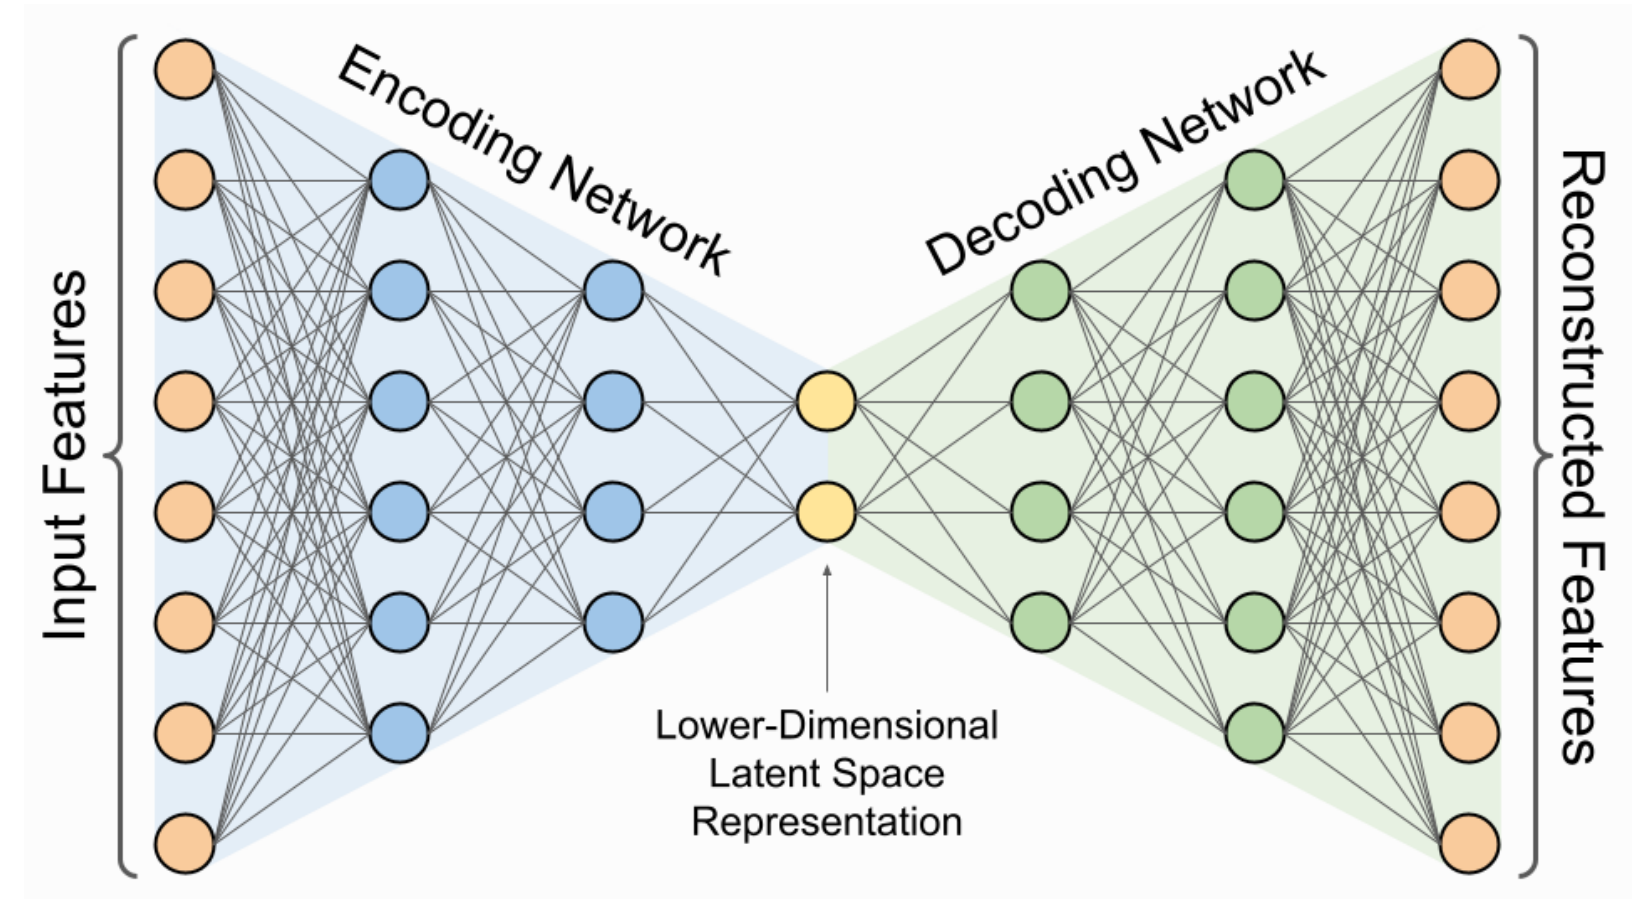 Input Features
Encoding Network
Lower-Dimensional
Latent Space
Representation
Decoding Network
Reconstructed Features